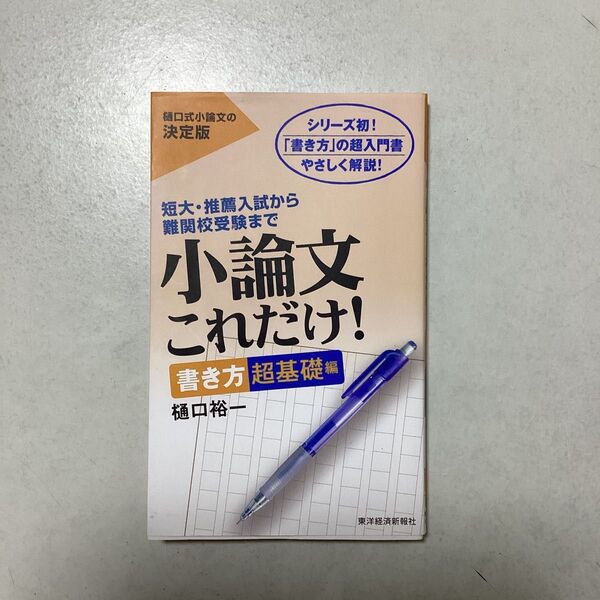 樋口式小論文の
決定版
シリーズ初!
「書き方」の超入門書
やさしく解説!
短大・推薦入試から
難関校受験まで
小論文
これだけ!
書き方 超基礎編
樋口裕一
東洋経済新報社